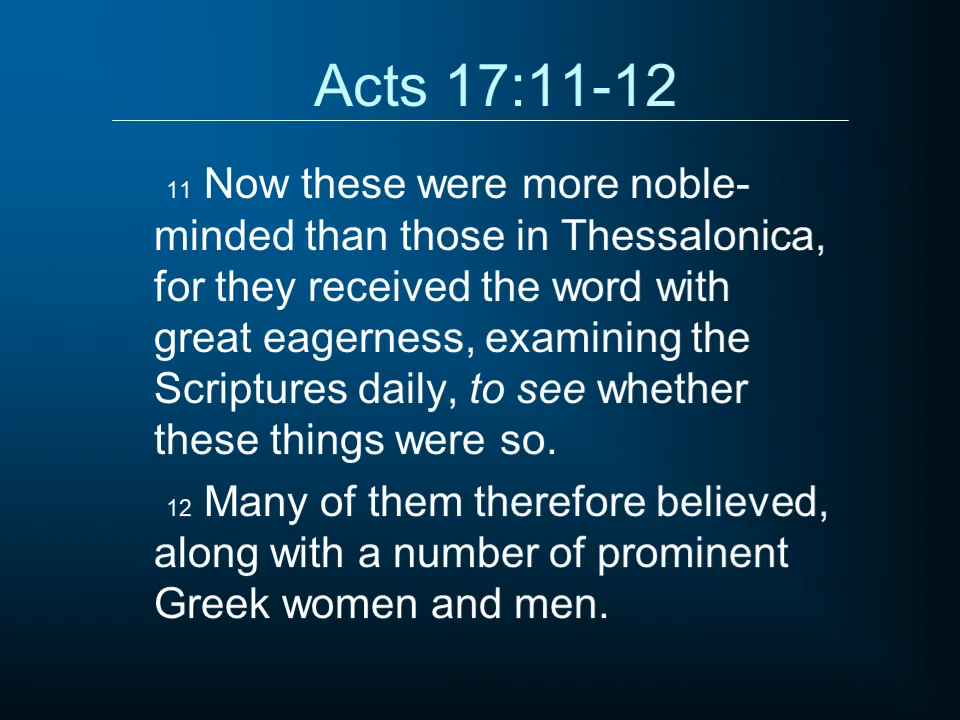 Acts 17:11-12
11 Now these were more noble-
minded than those in Thessalonica,
for they received the word with
great eagerness, examining the
Scriptures daily, to see whether
these things were so.
12 Many of them therefore believed,
along with a number of prominent
Greek women and men.